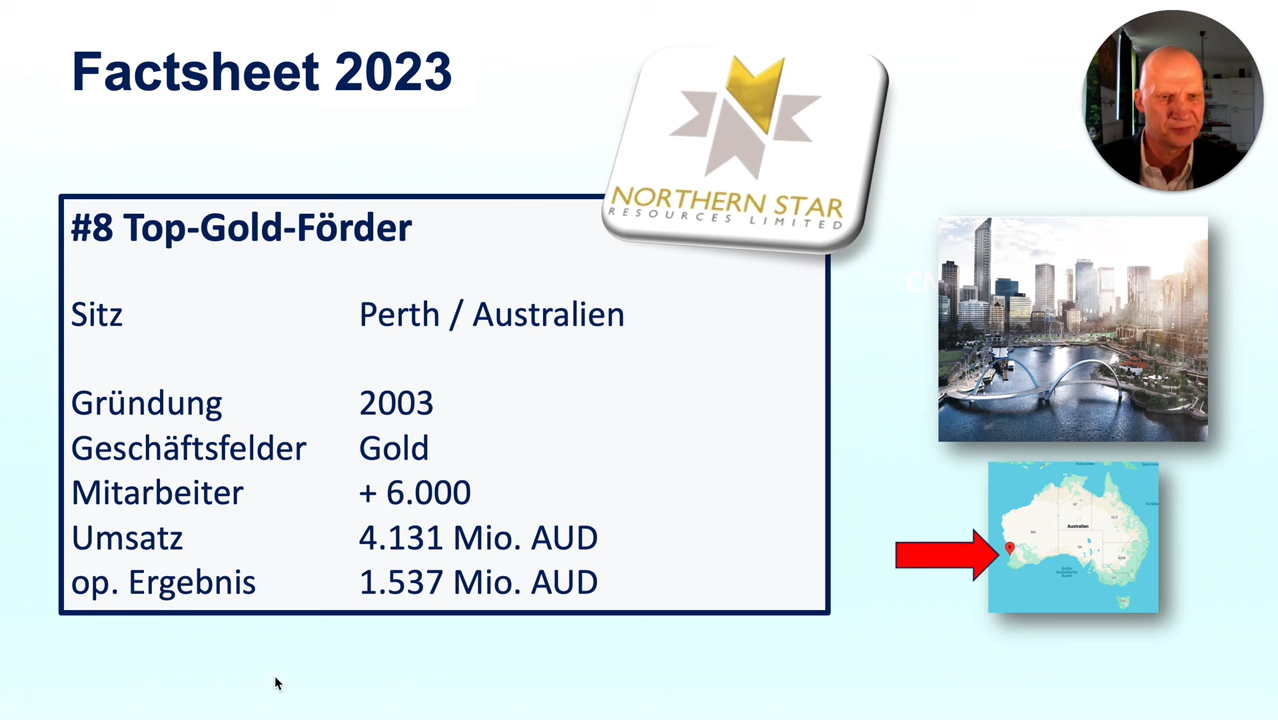 Factsheet 2023
NORTHERN STAR
RESOURCES LIMITED
#8 Top-Gold-Förder
Sitz Perth / Australien
Gründung 2003
Geschäftsfelder Gold
Mitarbeiter + 6.000
Umsatz 4.131 Mio. AUD
op. Ergebnis 1.537 Mio. AUD
CN
Australien